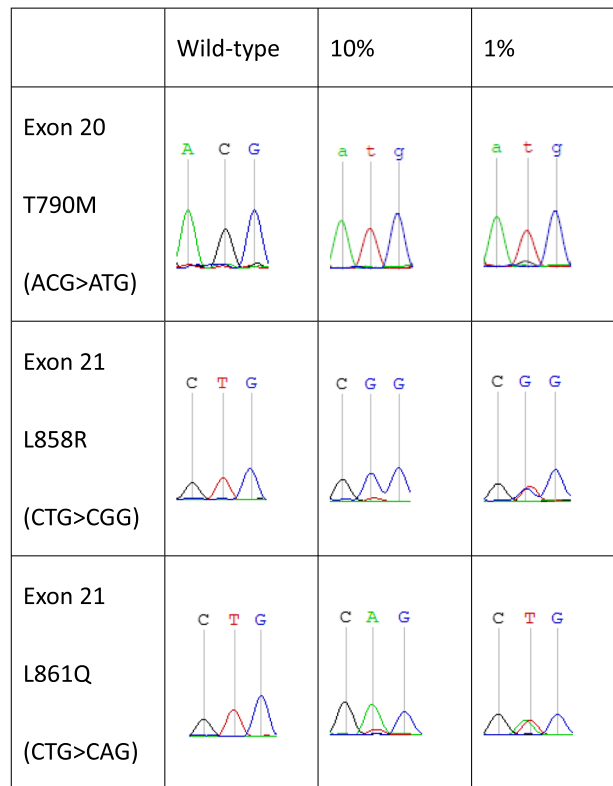 Wild-type 10% 1%
Exon 20
T790M
(ACG>ATG)
A C G
a t g
a t g
Exon 21
L858R
(CTG>CGG)
C T G
C G G
C G G
Exon 21
L861Q
(CTG>CAG)
C T G
C A G
C T G